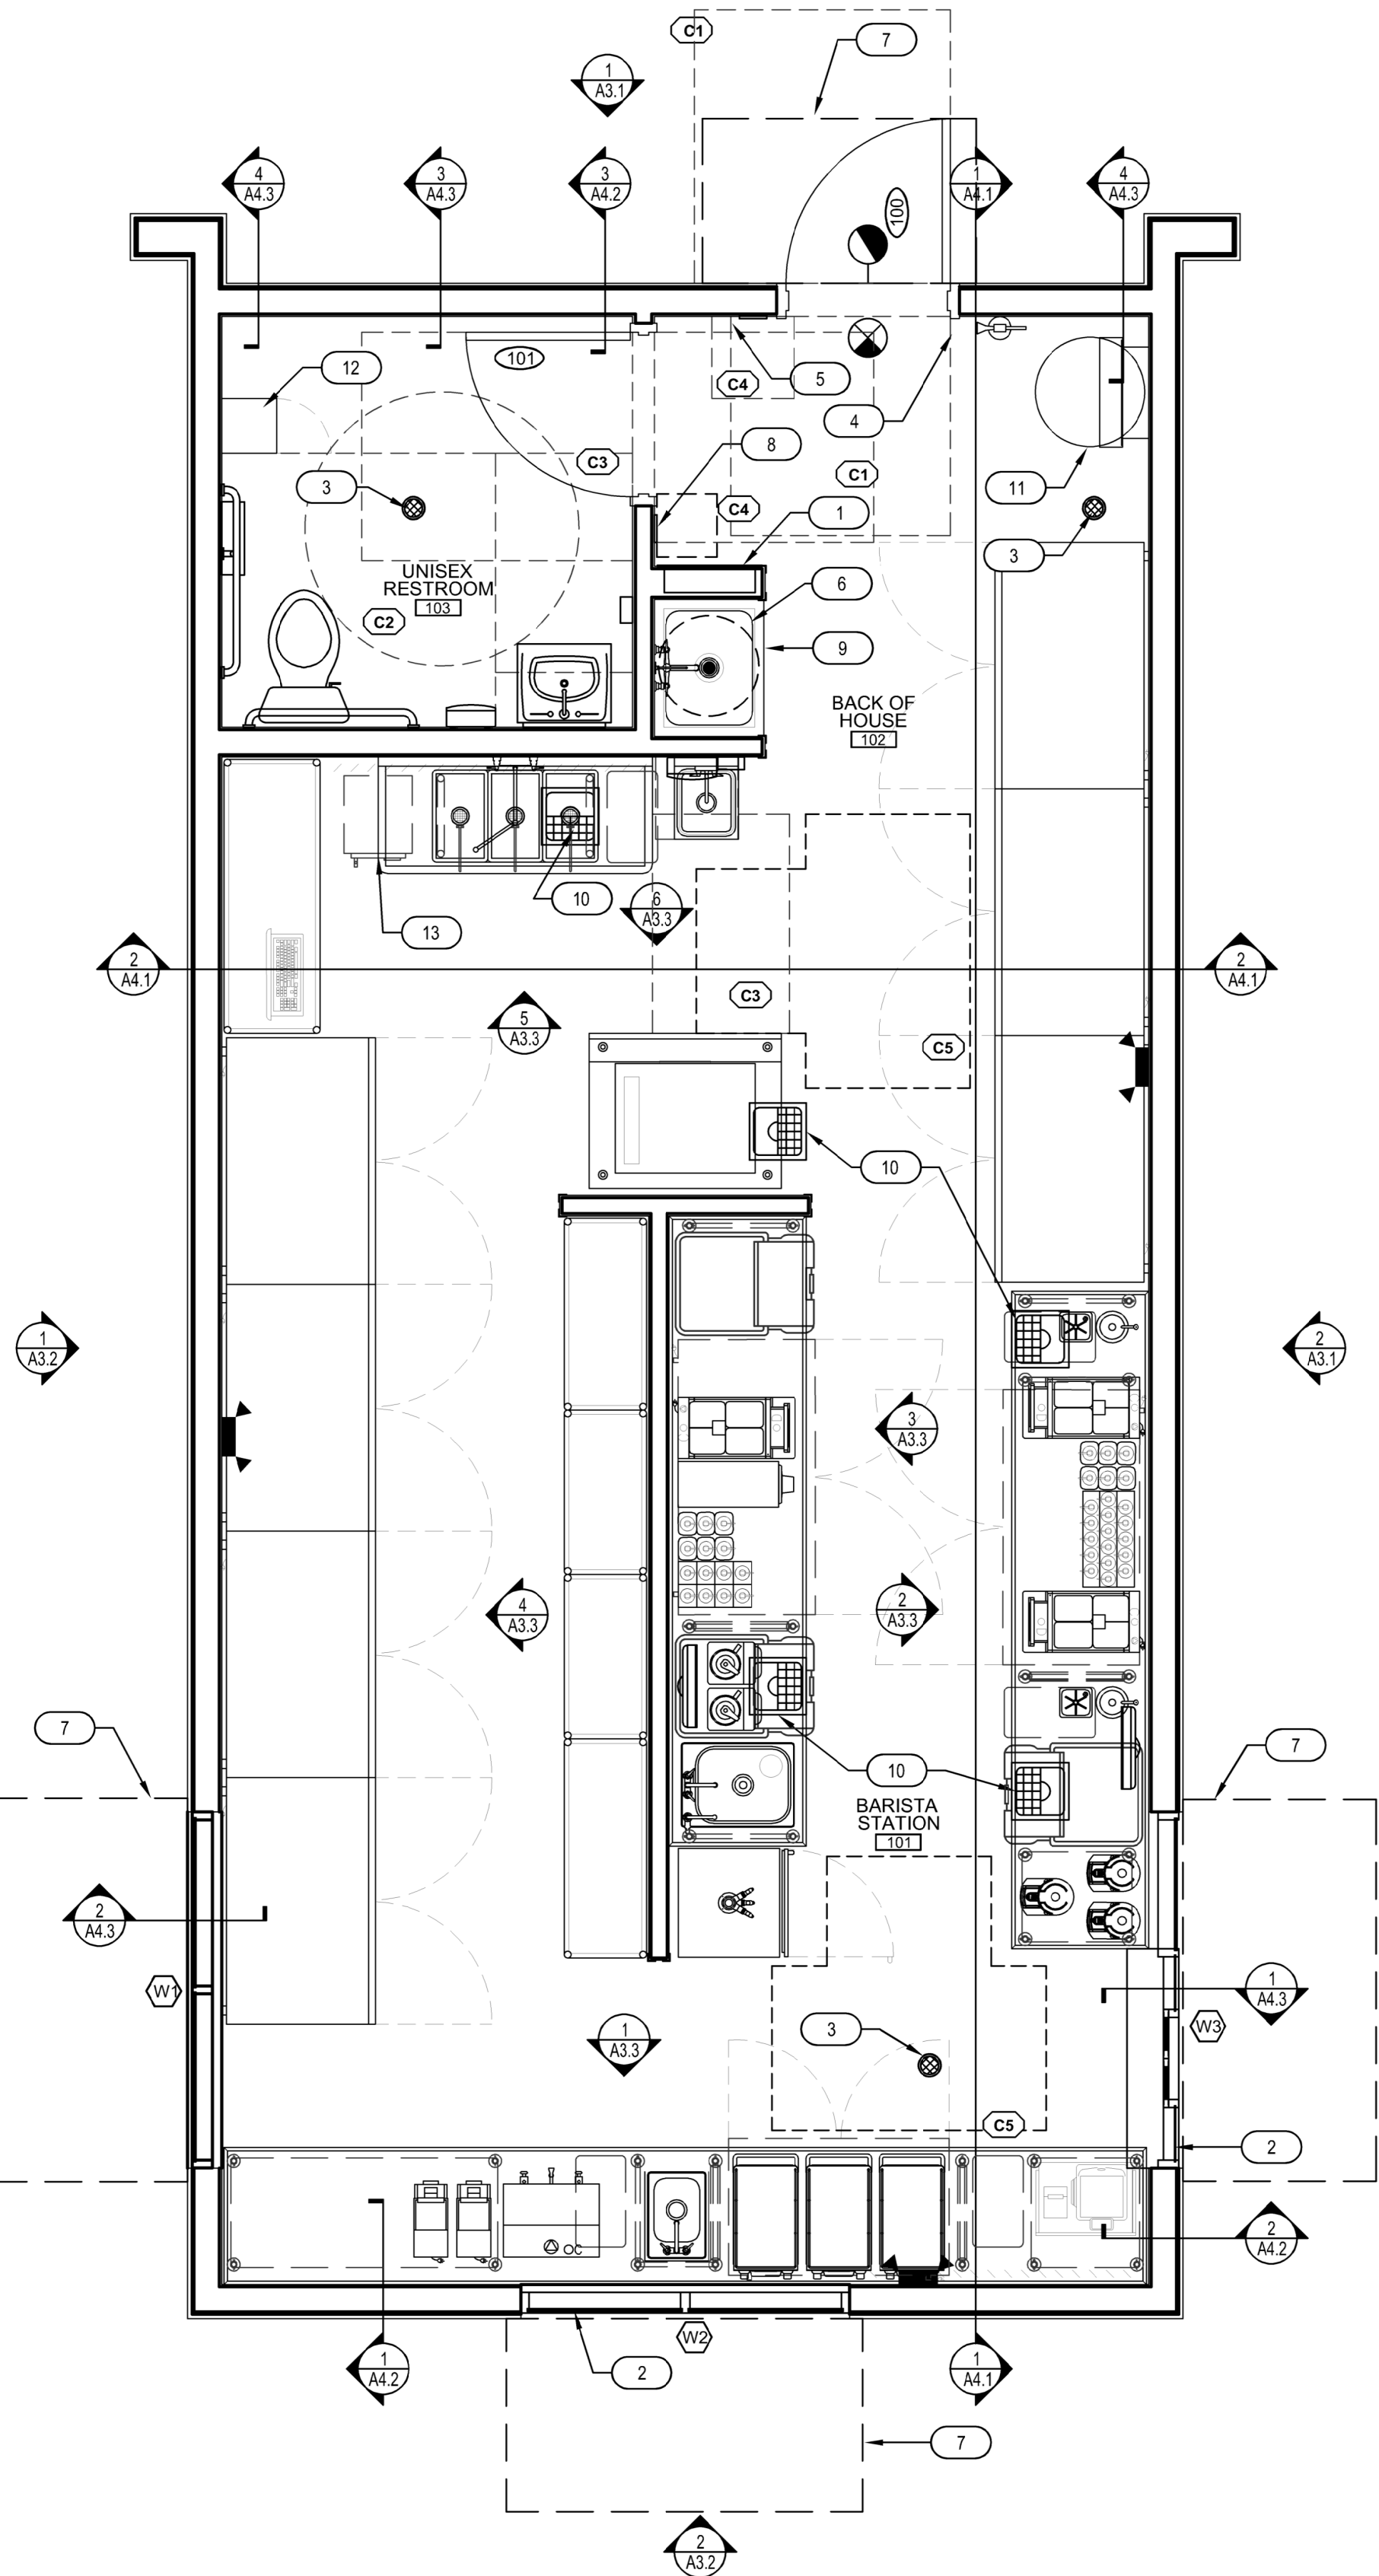 C1
7
1
A3.1
4
A4.3
3
A4.3
3
A4.2
1
A4.1
4
A4.3
100
101
12
C4
5
4
8
C3
C1
3
11
C4
1
3
UNISEX
RESTROOM
103
C2
6
9
BACK OF
HOUSE
102
10
6
A3.3
13
2
A4.1
2
A4.1
C3
5
A3.3
C5
10
1
A3.2
2
A3.1
3
A3.3
4
A3.3
2
A3.3
7
7
10
BARISTA
STATION
101
2
A4.3
W1
1
A4.3
W3
3
1
A3.3
C5
2
2
A4.2
W2
1
A4.2
2
1
A4.1
7
2
A3.2